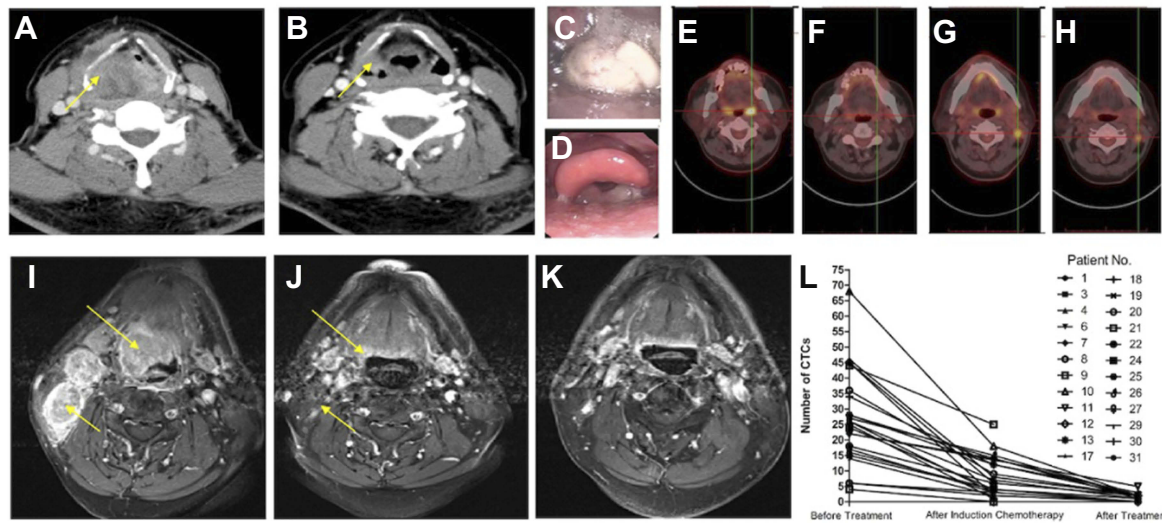 A
B
C
D
E
F
G
H
I
J
K
L
Patient No.
1 18
3 19
4 20
6 21
7 22
8 24
9 25
10 26
11 27
12 29
13 30
17 31
Number of CTCs
75
70
65
60
55
50
45
40
35
30
25
20
15
10
5
0
Before Treatment After Induction Chemotherapy After Treatmen